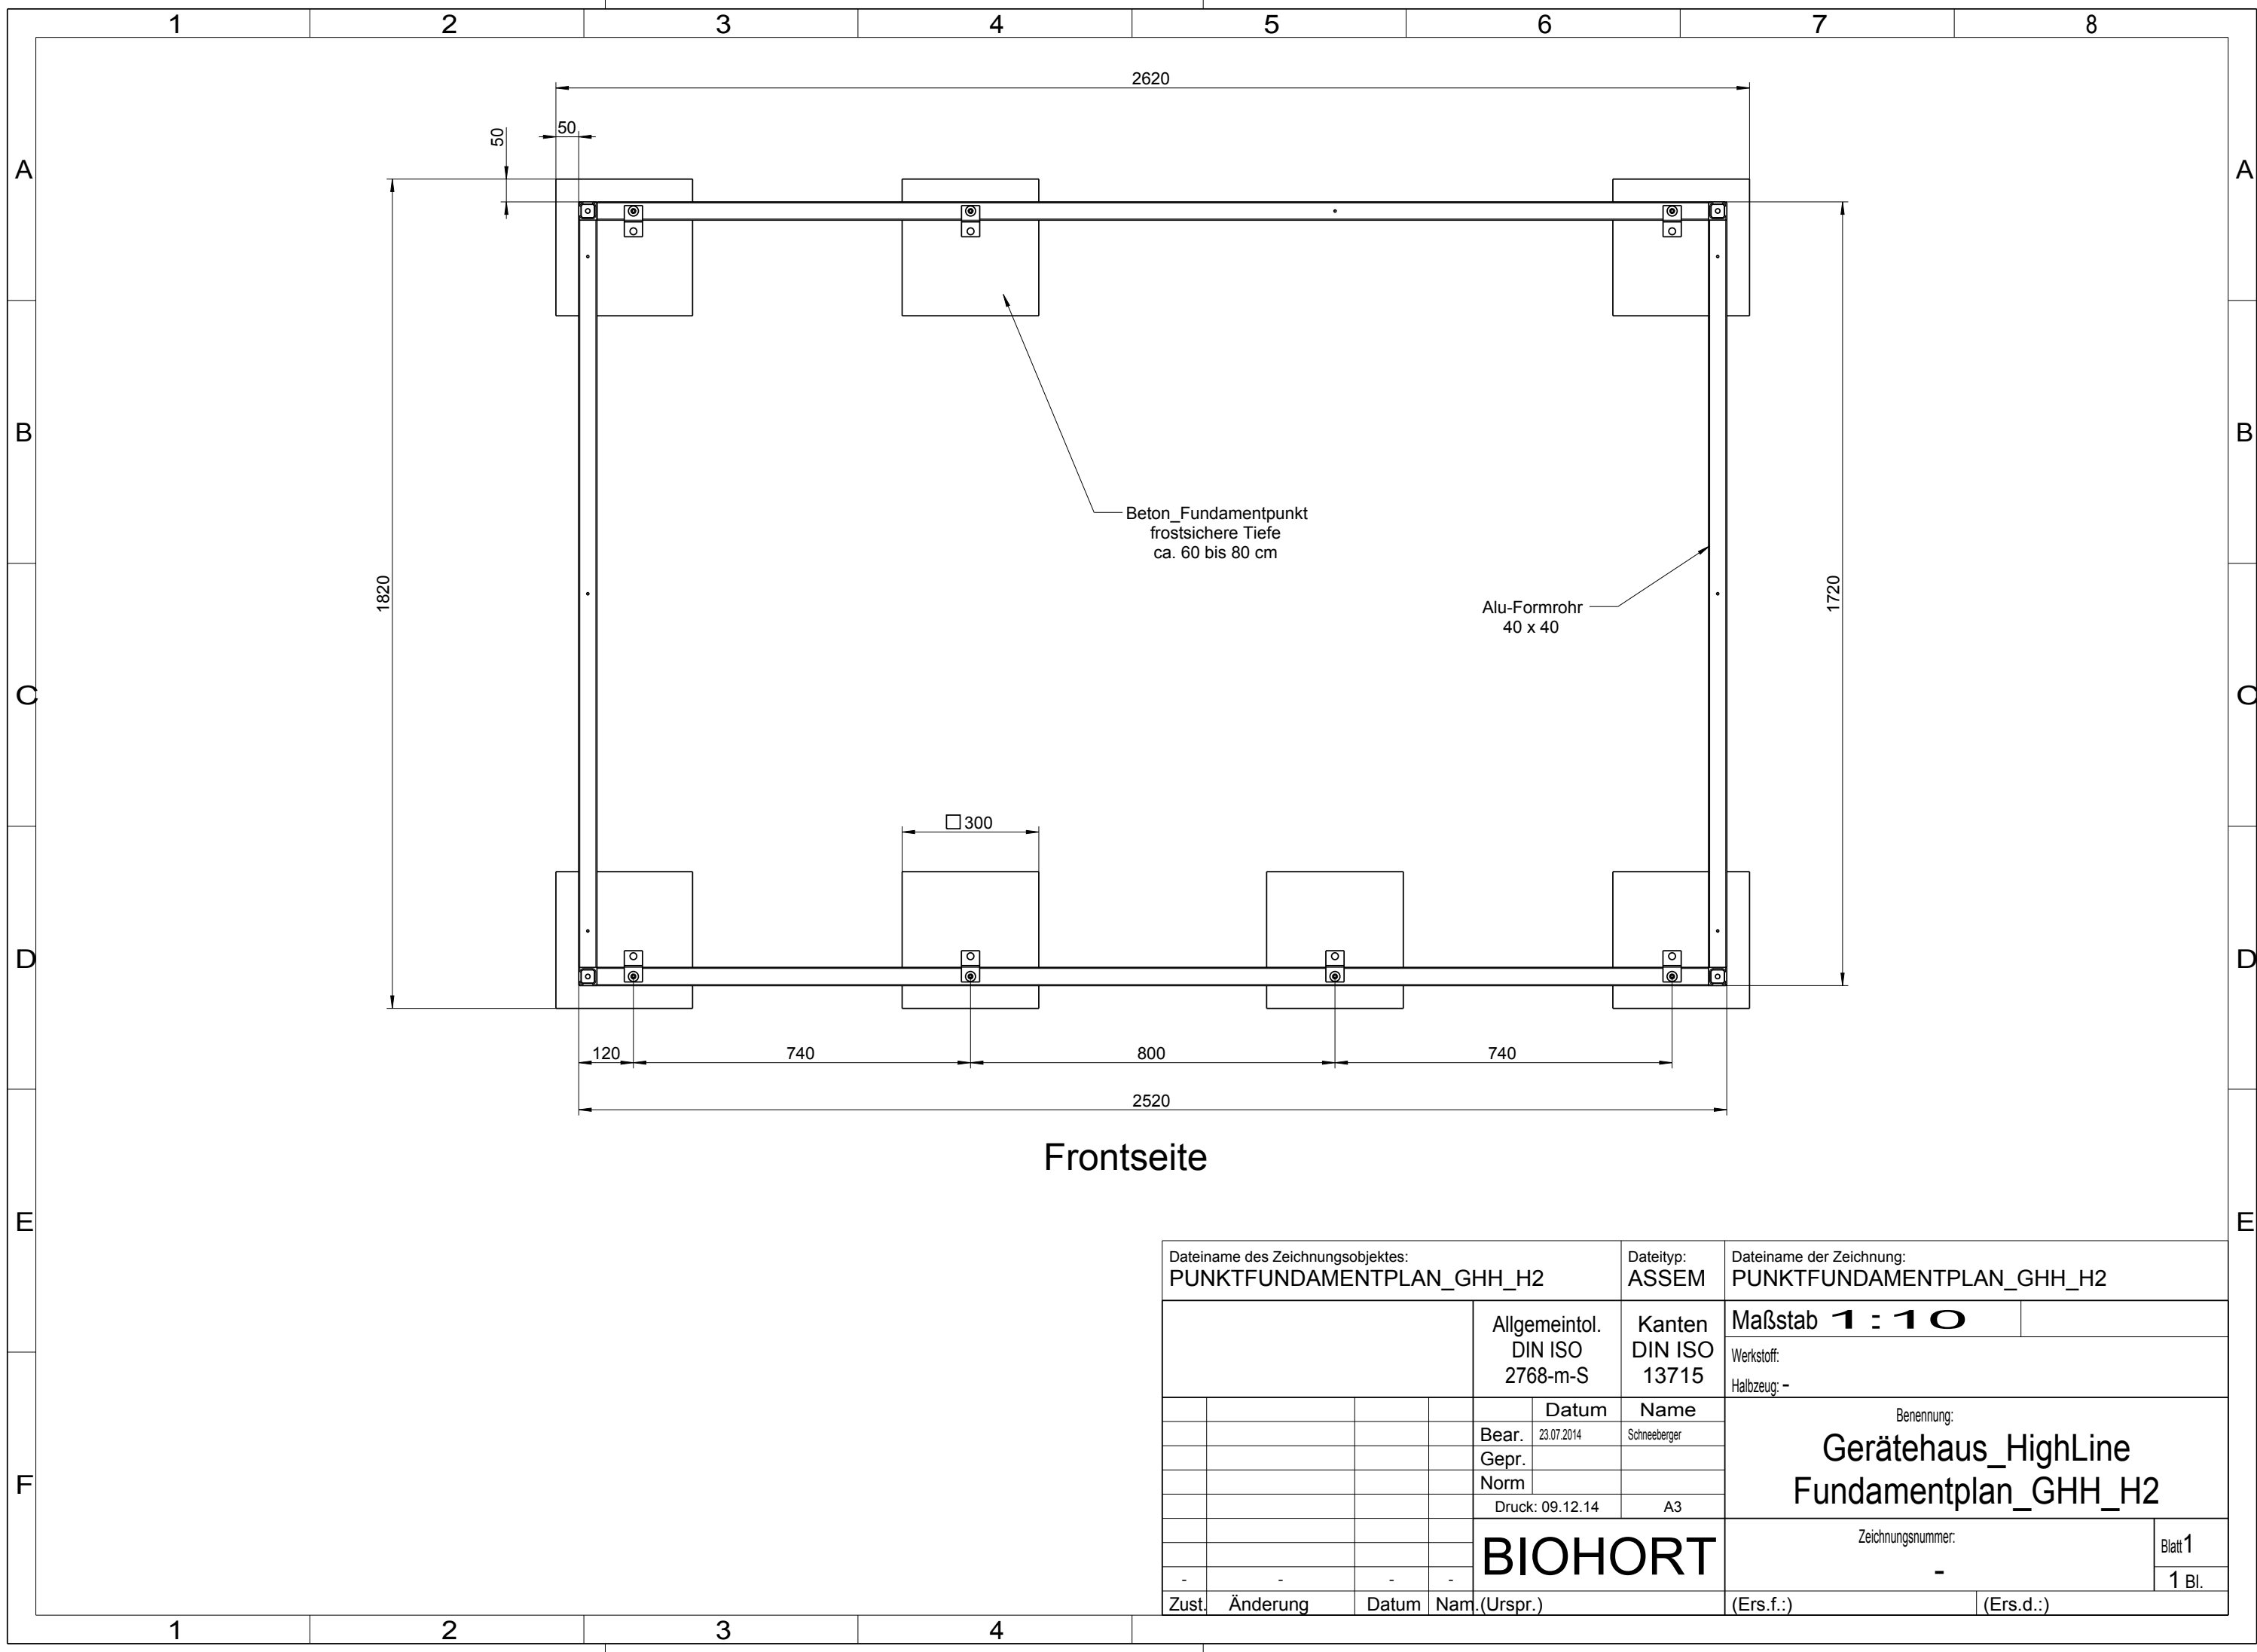 1 2 3 4 5 6 7 8
2620
50
50
A A
B B
Beton_Fundamentpunkt
frostsichere Tiefe
ca. 60 bis 80 cm
1820
1720
Alu-Formrohr
40 x 40
C C
□ 300
D D
120 740 800 740
2520
Frontseite
E E
Dateiname des Zeichnungsobjektes:
PUNKTFUNDAMENTPLAN_GHH_H2
Dateityp:
ASSEM
Dateiname der Zeichnung:
PUNKTFUNDAMENTPLAN_GHH_H2
Allgemeintol.
DIN ISO
2768-m-S
Kanten
DIN ISO
13715
Maßstab 1:10
Werkstoff:
Halbzeug: -
Datum Name
Bear. 23.07.2014 Schneeberger
Gepr.
Norm
Druck: 09.12.14 A3
Benennung:
Gerätehaus_HighLine
Fundamentplan_GHH_H2
F
BIOHORT
Zeichnungsnummer:
-
Blatt 1
1 Bl.
- - - -
Zust. Änderung Datum Nam. (Urspr.) (Ers.f.:) (Ers.d.:)
1 2 3 4